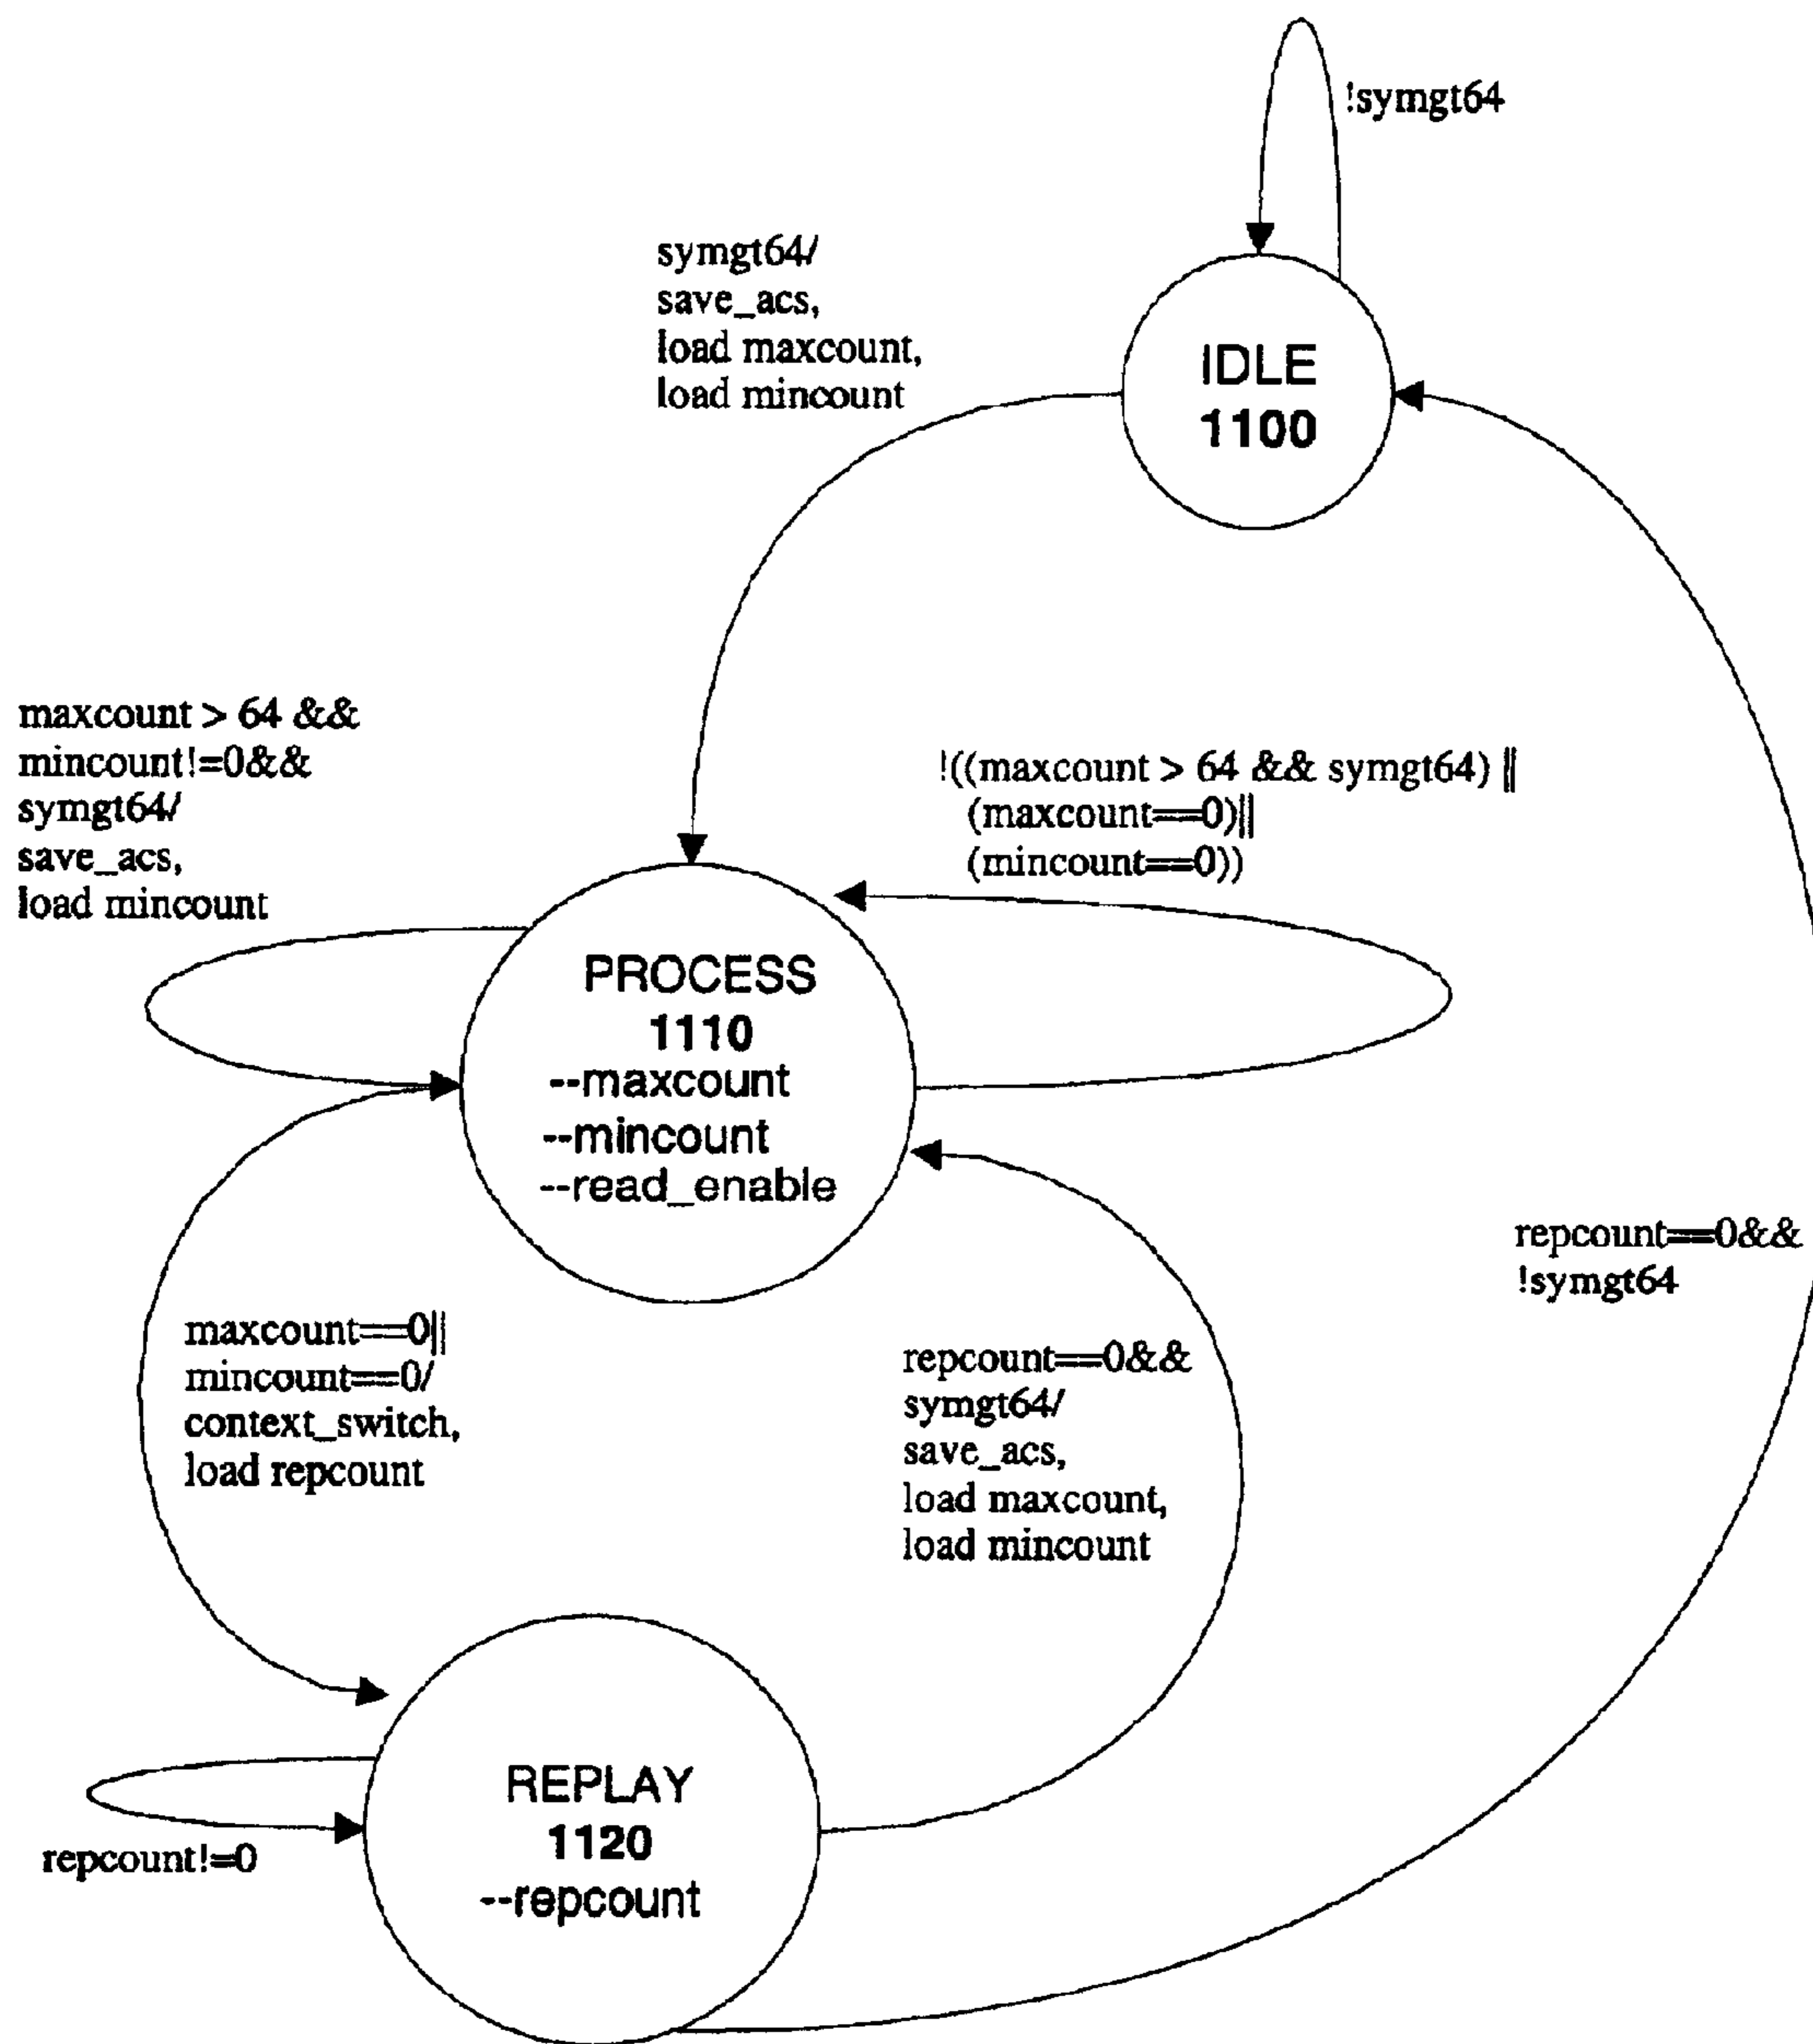 !symgt64
symgt64/
save_acs,
load maxcount,
load mincount
IDLE
1100
maxcount > 64 &&
mincount!=0&&
symgt64/
save_acs,
load mincount
!((maxcount > 64 && symgt64) ||
(maxcount==0)||
(mincount==0))
PROCESS
1110
--maxcount
--mincount
--read_enable
repcount==0&&
!symgt64
maxcount==0||
mincount==0/
context_switch,
load repcount
repcount==0&&
symgt64/
save_acs,
load maxcount,
load mincount
REPLAY
1120
--repcount
repcount!=0